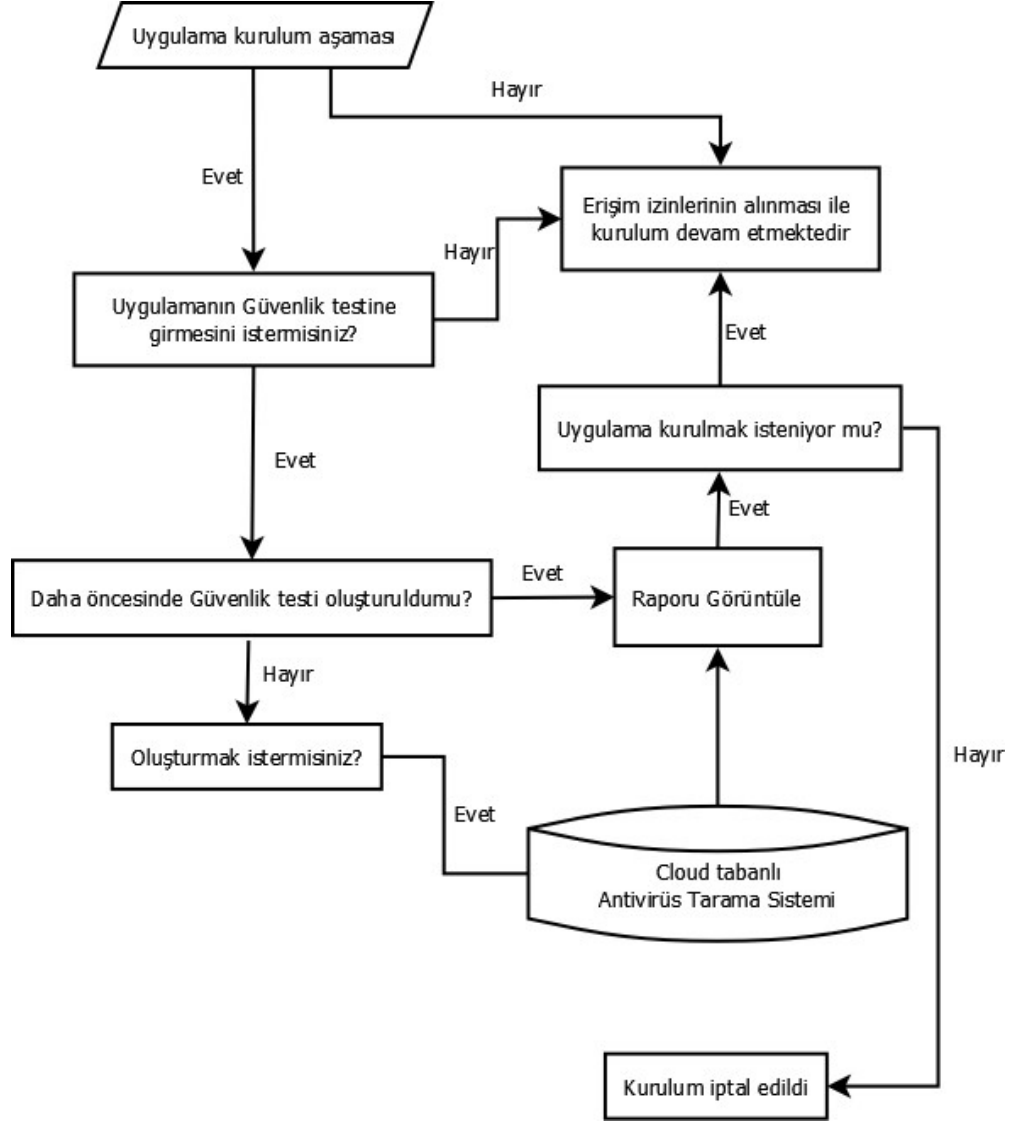 Uygulama kurulum aşaması
Hayır
Evet
Erişim izinlerinin alınması ile
kurulum devam etmektedir
Hayır
Uygulamanın Güvenlik testine
girmesini istermisiniz?
Evet
Uygulama kurulmak isteniyor mu?
Evet
Evet
Daha öncesinde Güvenlik testi oluşturuldumu?
Evet
Raporu Görüntüle
Hayır
Oluşturmak istermisiniz?
Hayır
Evet
Cloud tabanlı
Antivirüs Tarama Sistemi
Kurulum iptal edildi